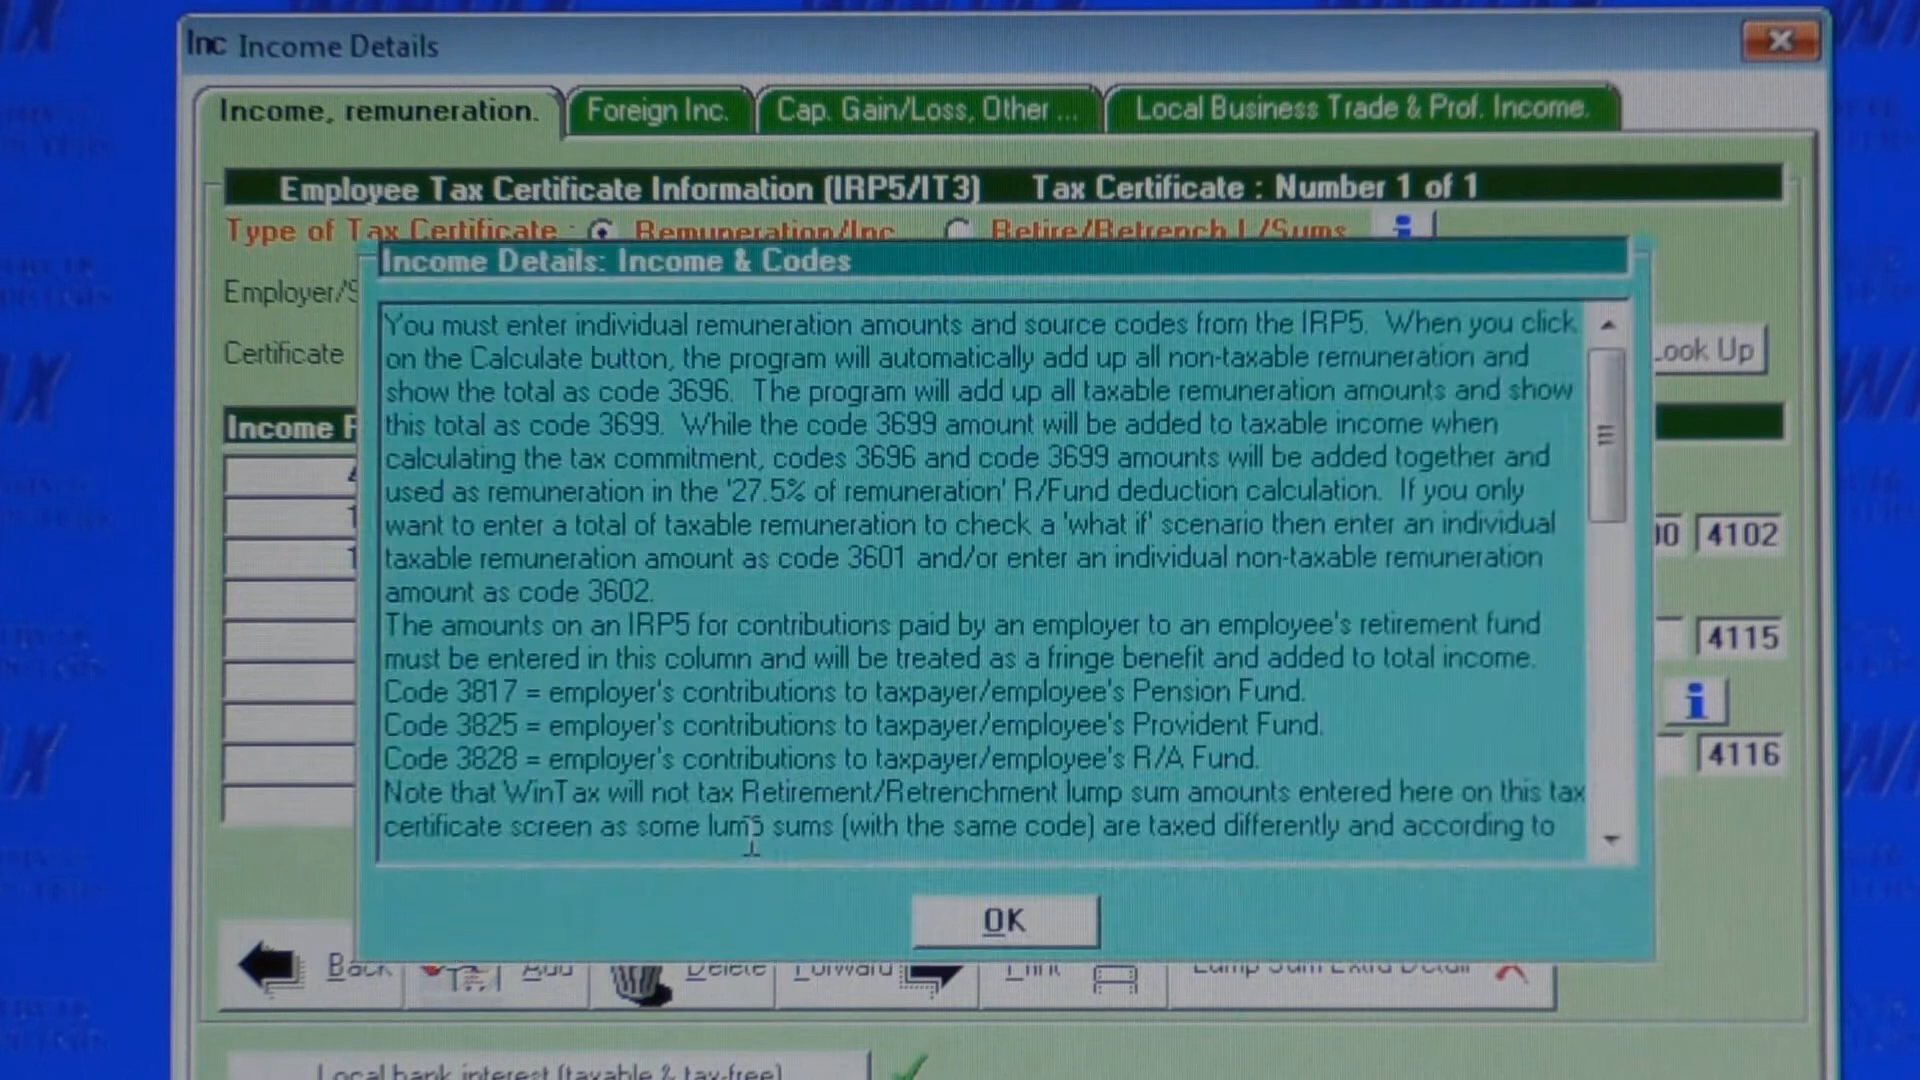 Inc Income Details
Income, remuneration.
Foreign Inc.
Cap. Gain/Loss, Other ...
Local Business Trade & Prof. Income.
Employee Tax Certificate Information (IRP5/IT3) Tax Certificate : Number 1 of 1
Type of Tax Certificate : Remuneration/Inc Retire/Retrench L/Sums
Income Details: Income & Codes
Employer/S
Certificate
Look Up
Income
You must enter individual remuneration amounts and source codes from the IRP5. When you click
on the Calculate button, the program will automatically add up all non-taxable remuneration and
show the total as code 3696. The program will add up all taxable remuneration amounts and show
this total as code 3699. While the code 3699 amount will be added to taxable income when
calculating the tax commitment, codes 3696 and code 3699 amounts will be added together and
used as remuneration in the '27.5% of remuneration' R/Fund deduction calculation. If you only
want to enter a total of taxable remuneration to check a 'what if' scenario then enter an individual
taxable remuneration amount as code 3601 and/or enter an individual non-taxable remuneration
amount as code 3602.
The amounts on an IRP5 for contributions paid by an employer to an employee's retirement fund
must be entered in this column and will be treated as a fringe benefit and added to total income.
Code 3817 = employer's contributions to taxpayer/employee's Pension Fund.
Code 3825 = employer's contributions to taxpayer/employee's Provident Fund.
Code 3828 = employer's contributions to taxpayer/employee's R/A Fund.
Note that WinTax will not tax Retirement/Retrenchment lump sum amounts entered here on this tax
certificate screen as some lump sums (with the same code) are taxed differently and according to
4102
4115
4116
OK
Back
Add
Delete
Forward
Print
Lump Sum Extra Detail
Local bank interest (taxable & tax-free)